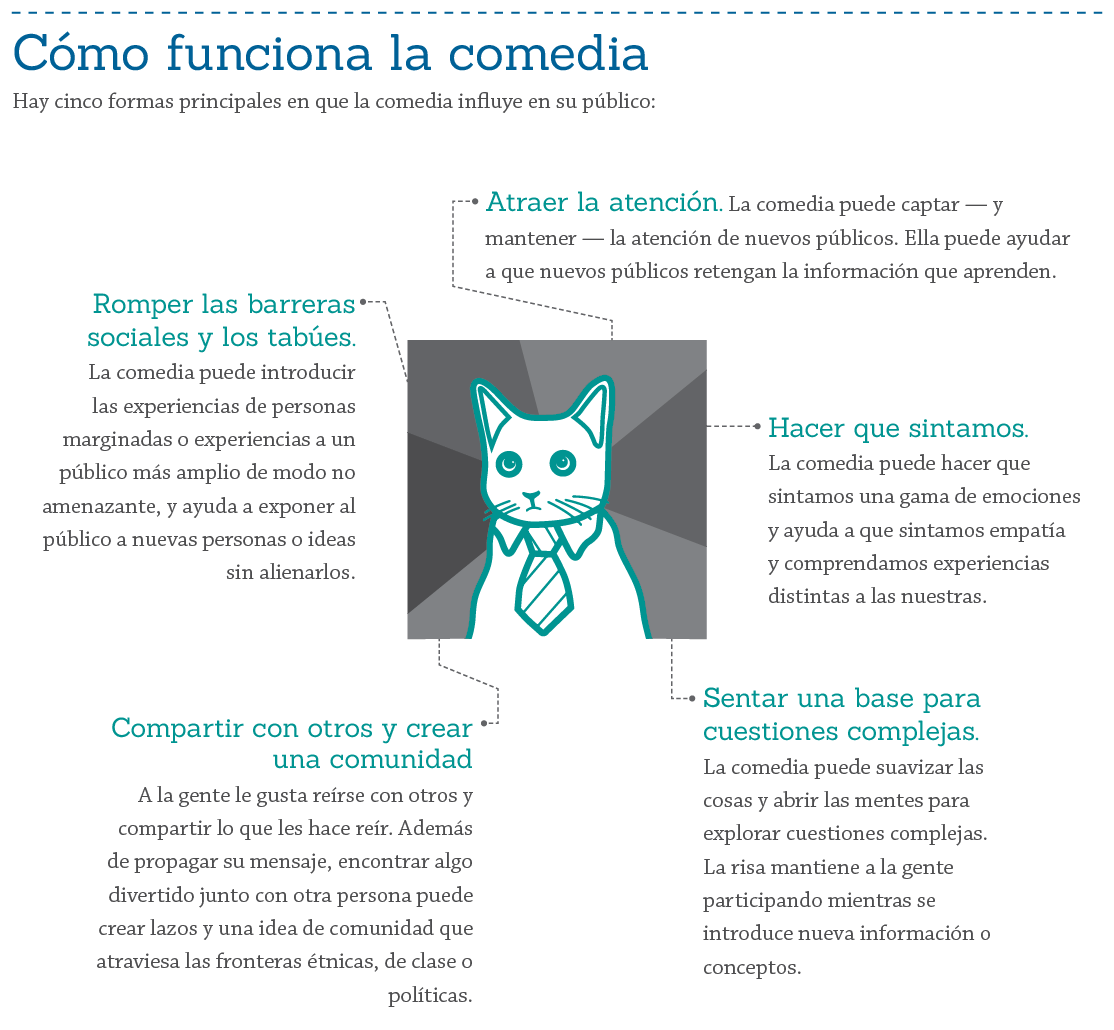 Cómo funciona la comedia
Hay cinco formas principales en que la comedia influye en su público:
Atraer la atención. La comedia puede captar — y
mantener — la atención de nuevos públicos. Ella puede ayudar
a que nuevos públicos retengan la información que aprenden.
Romper las barreras
sociales y los tabúes.
La comedia puede introducir
las experiencias de personas
marginadas o experiencias a un
público más amplio de modo no
amenazante, y ayuda a exponer al
público a nuevas personas o ideas
sin alienarlos.
Hacer que sintamos.
La comedia puede hacer que
sintamos una gama de emociones
y ayuda a que sintamos empatía
y comprendamos experiencias
distintas a las nuestras.
Compartir con otros y crear
una comunidad
A la gente le gusta reírse con otros y
compartir lo que les hace reír. Además
de propagar su mensaje, encontrar algo
divertido junto con otra persona puede
crear lazos y una idea de comunidad que
atraviesa las fronteras étnicas, de clase o
políticas.
Sentar una base para
cuestiones complejas.
La comedia puede suavizar las
cosas y abrir las mentes para
explorar cuestiones complejas.
La risa mantiene a la gente
participando mientras se
introduce nueva información o
conceptos.